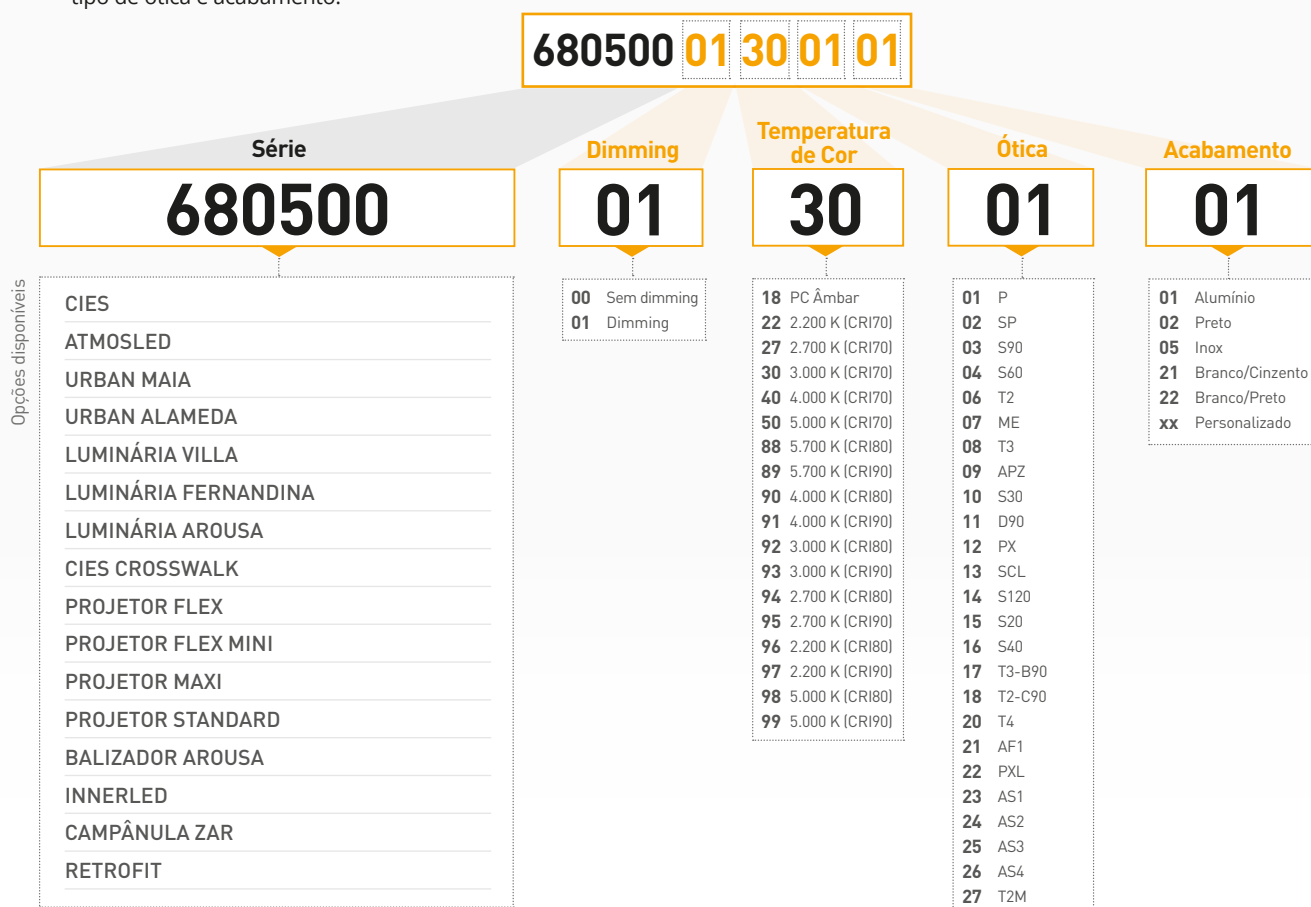 tipo de ótica e acabamento.
680500 01 30 01 01
Série
680500
Opções disponíveis
CIES
ATMOSLED
URBAN MAIA
URBAN ALAMEDA
LUMINÁRIA VILLA
LUMINÁRIA FERNANDINA
LUMINÁRIA AROUSA
CIES CROSSWALK
PROJETOR FLEX
PROJETOR FLEX MINI
PROJETOR MAXI
PROJETOR STANDARD
BALIZADOR AROUSA
INNERLED
CAMPÂNULA ZAR
RETROFIT
Dimming
01
00 Sem dimming
01 Dimming
Temperatura
de Cor
30
18 PC Âmbar
22 2.200 K (CRI70)
27 2.700 K (CRI70)
30 3.000 K (CRI70)
40 4.000 K (CRI70)
50 5.000 K (CRI70)
88 5.700 K (CRI80)
89 5.700 K (CRI90)
90 4.000 K (CRI80)
91 4.000 K (CRI90)
92 3.000 K (CRI80)
93 3.000 K (CRI90)
94 2.700 K (CRI80)
95 2.700 K (CRI90)
96 2.200 K (CRI80)
97 2.200 K (CRI90)
98 5.000 K (CRI80)
99 5.000 K (CRI90)
Ótica
01
01 P
02 SP
03 S90
04 S60
06 T2
07 ME
08 T3
09 APZ
10 S30
11 D90
12 PX
13 SCL
14 S120
15 S20
16 S40
17 T3-B90
18 T2-C90
20 T4
21 AF1
22 PXL
23 AS1
24 AS2
25 AS3
26 AS4
27 T2M
Acabamento
01
01 Alumínio
02 Preto
05 Inox
21 Branco/Cinzento
22 Branco/Preto
xx Personalizado